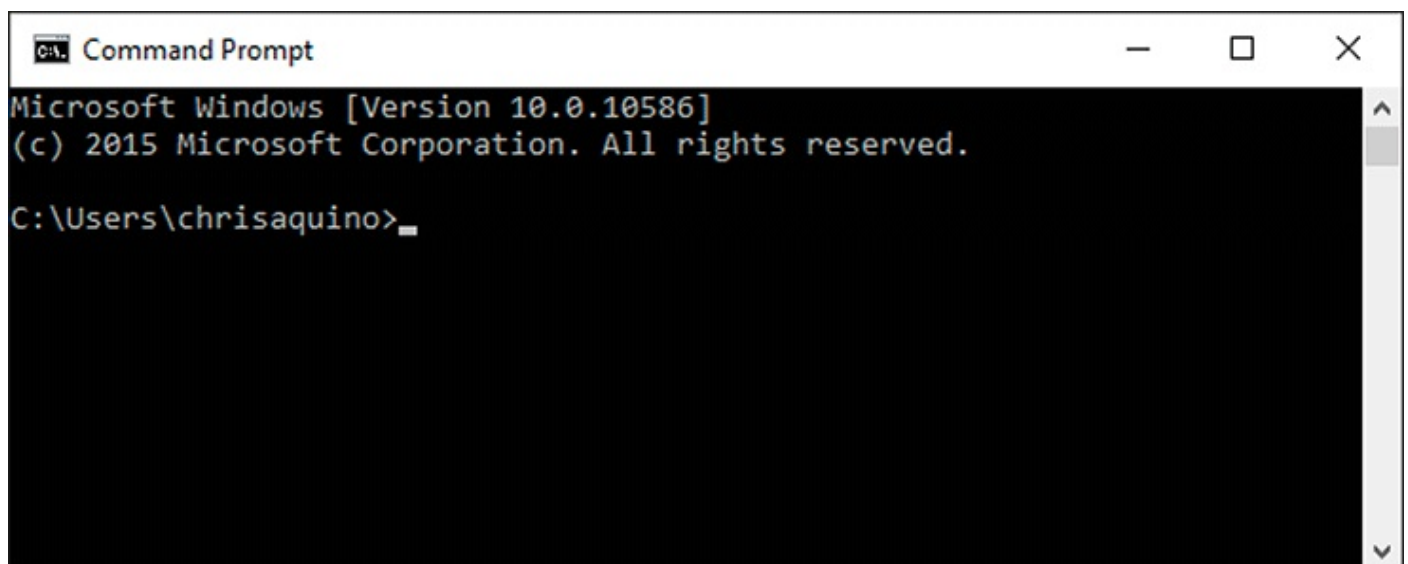 Command Prompt
Microsoft Windows [Version 10.0.10586]
(c) 2015 Microsoft Corporation. All rights reserved.
C:\Users\chrisaquino>